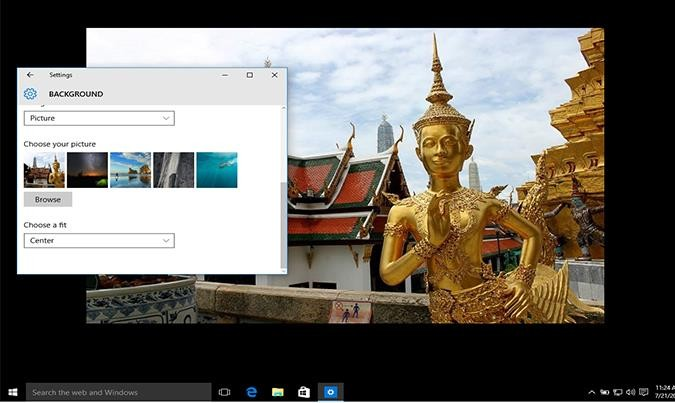 Settings
BACKGROUND
Picture
Choose your picture
Browse
Choose a fit
Center
Search the web and Windows
11:24 A